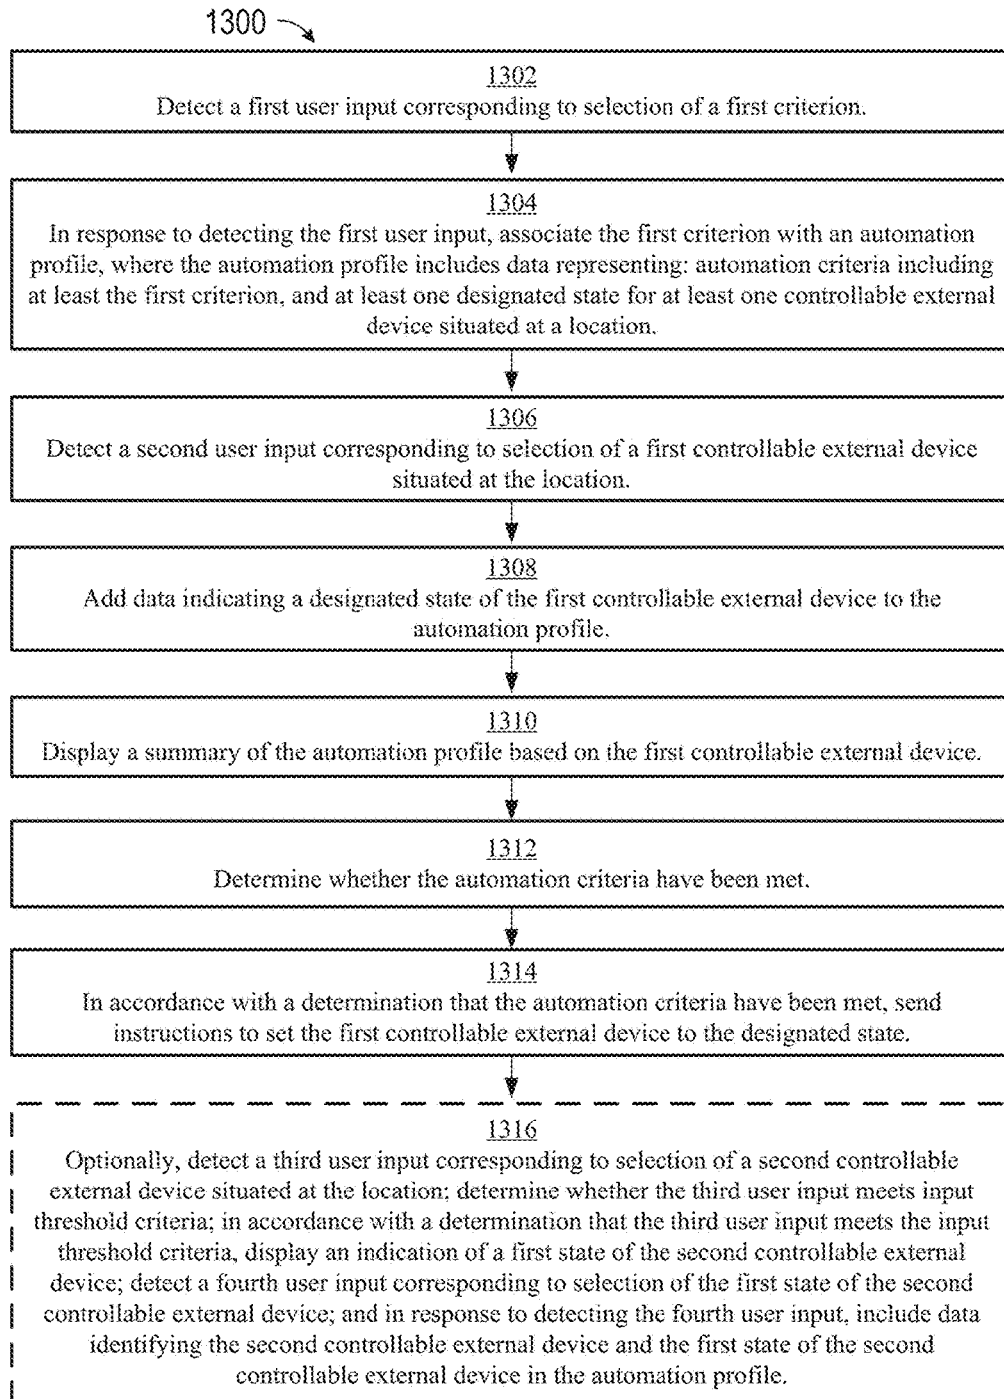 1300
1302
Detect a first user input corresponding to selection of a first criterion.
1304
In response to detecting the first user input, associate the first criterion with an automation
profile, where the automation profile includes data representing: automation criteria including
at least the first criterion, and at least one designated state for at least one controllable external
device situated at a location.
1306
Detect a second user input corresponding to selection of a first controllable external device
situated at the location.
1308
Add data indicating a designated state of the first controllable external device to the
automation profile.
1310
Display a summary of the automation profile based on the first controllable external device.
1312
Determine whether the automation criteria have been met.
1314
In accordance with a determination that the automation criteria have been met, send
instructions to set the first controllable external device to the designated state.
1316
Optionally, detect a third user input corresponding to selection of a second controllable
external device situated at the location; determine whether the third user input meets input
threshold criteria; in accordance with a determination that the third user input meets the input
threshold criteria, display an indication of a first state of the second controllable external
device; detect a fourth user input corresponding to selection of the first state of the second
controllable external device; and in response to detecting the fourth user input, include data
identifying the second controllable external device and the first state of the second
controllable external device in the automation profile.